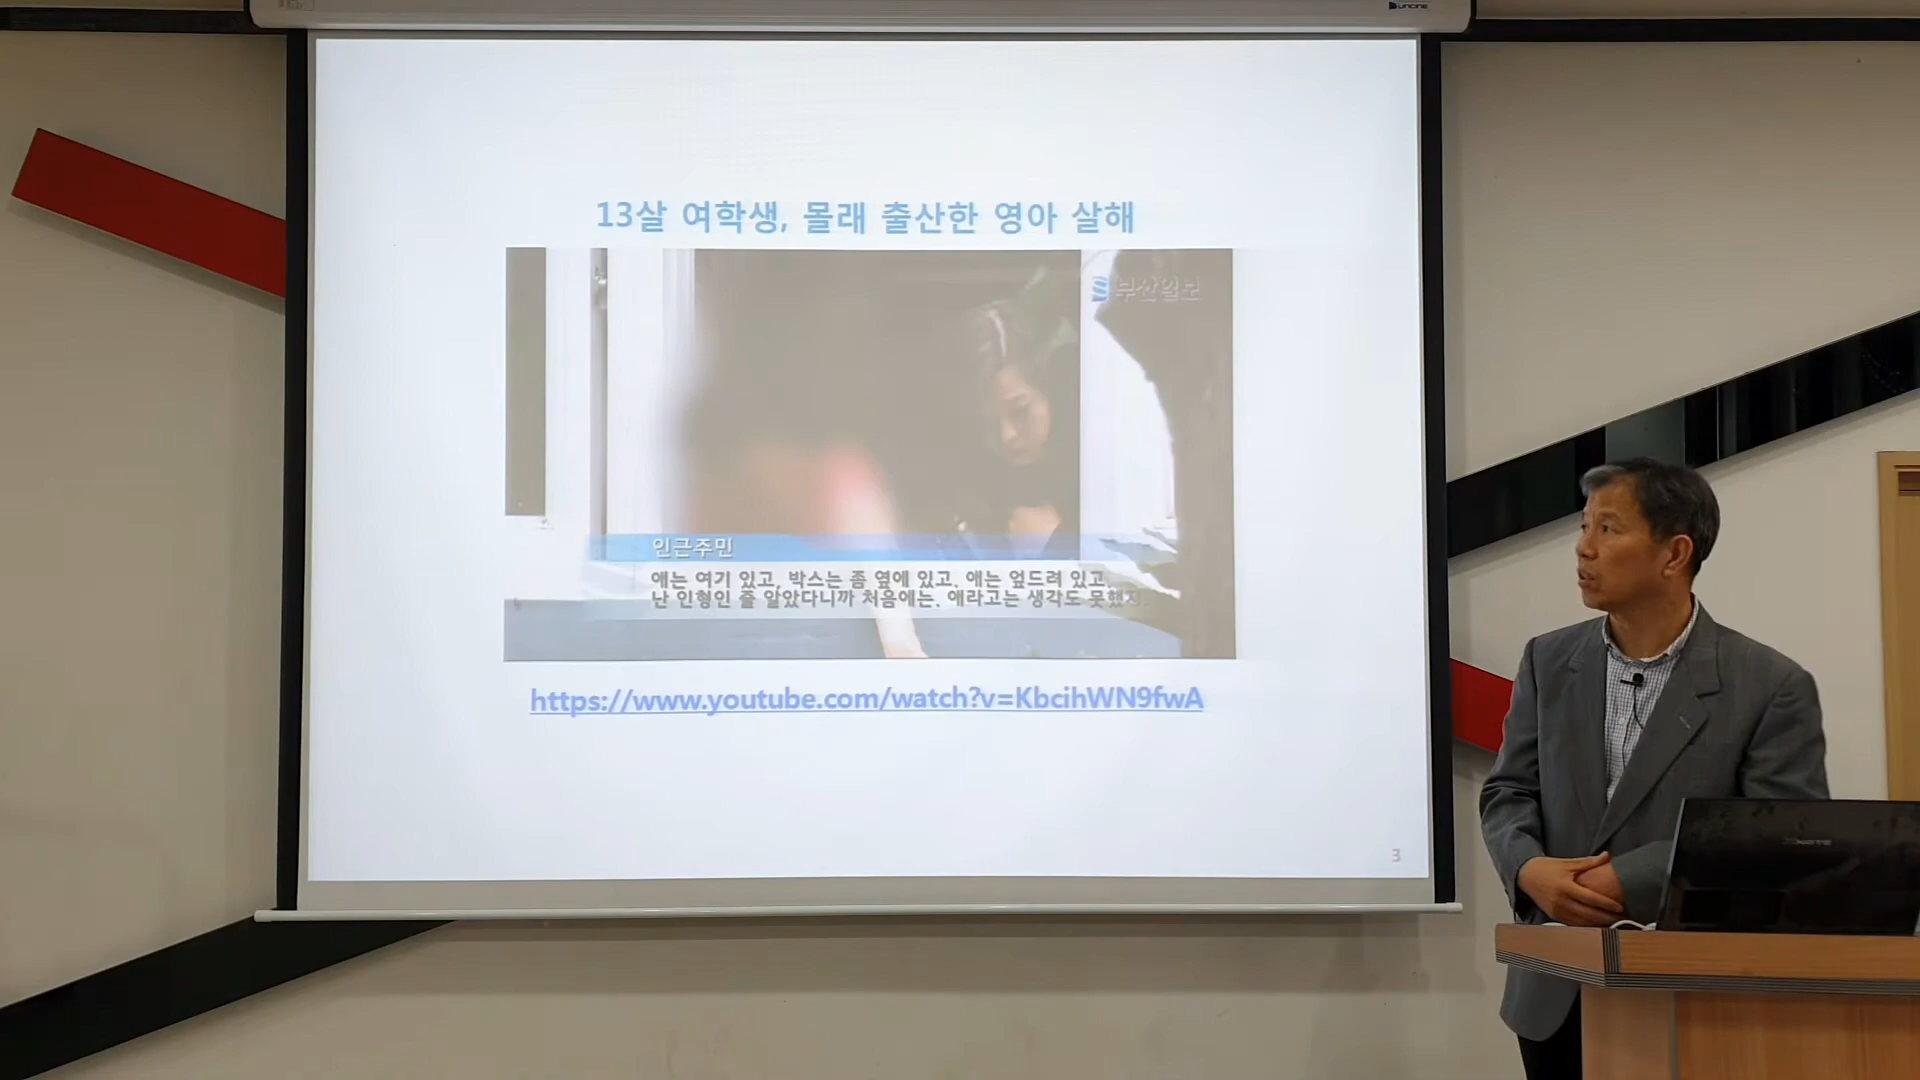 13살 여학생, 몰래 출산한 영아 살해
부산일보
인근주민
애는 여기 있고, 박스는 좀 옆에 있고. 애는 엎드려 있고.
난 인형인 줄 알았다니까 처음에는. 애라고는 생각도 못했지
https://www.youtube.com/watch?v=KbcihWN9fwA
3